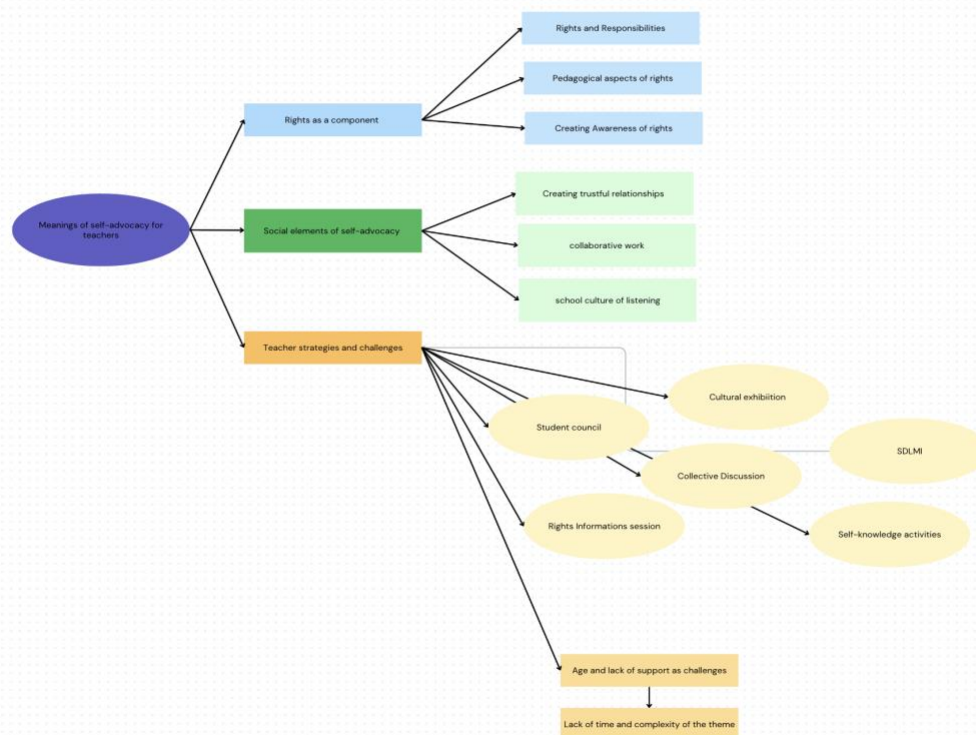 Rights and Responsibilities
Pedagogical aspects of rights
Rights as a component
Creating Awareness of rights
Creating trustful relationships
Meanings of self-advocacy for
teachers
Social elements of self-advocacy
collaborative work
school culture of listening
Teacher strategies and challenges
Cultural exhibiition
Student council
SDLMI
Collective Discussion
Rights Informations session
Self-knowledge activities
Age and lack of support as challenges
Lack of time and complexity of the theme